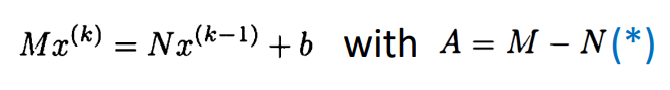 Mx^{(k)} = Nx^{(k-1)} + b with A = M - N(*)